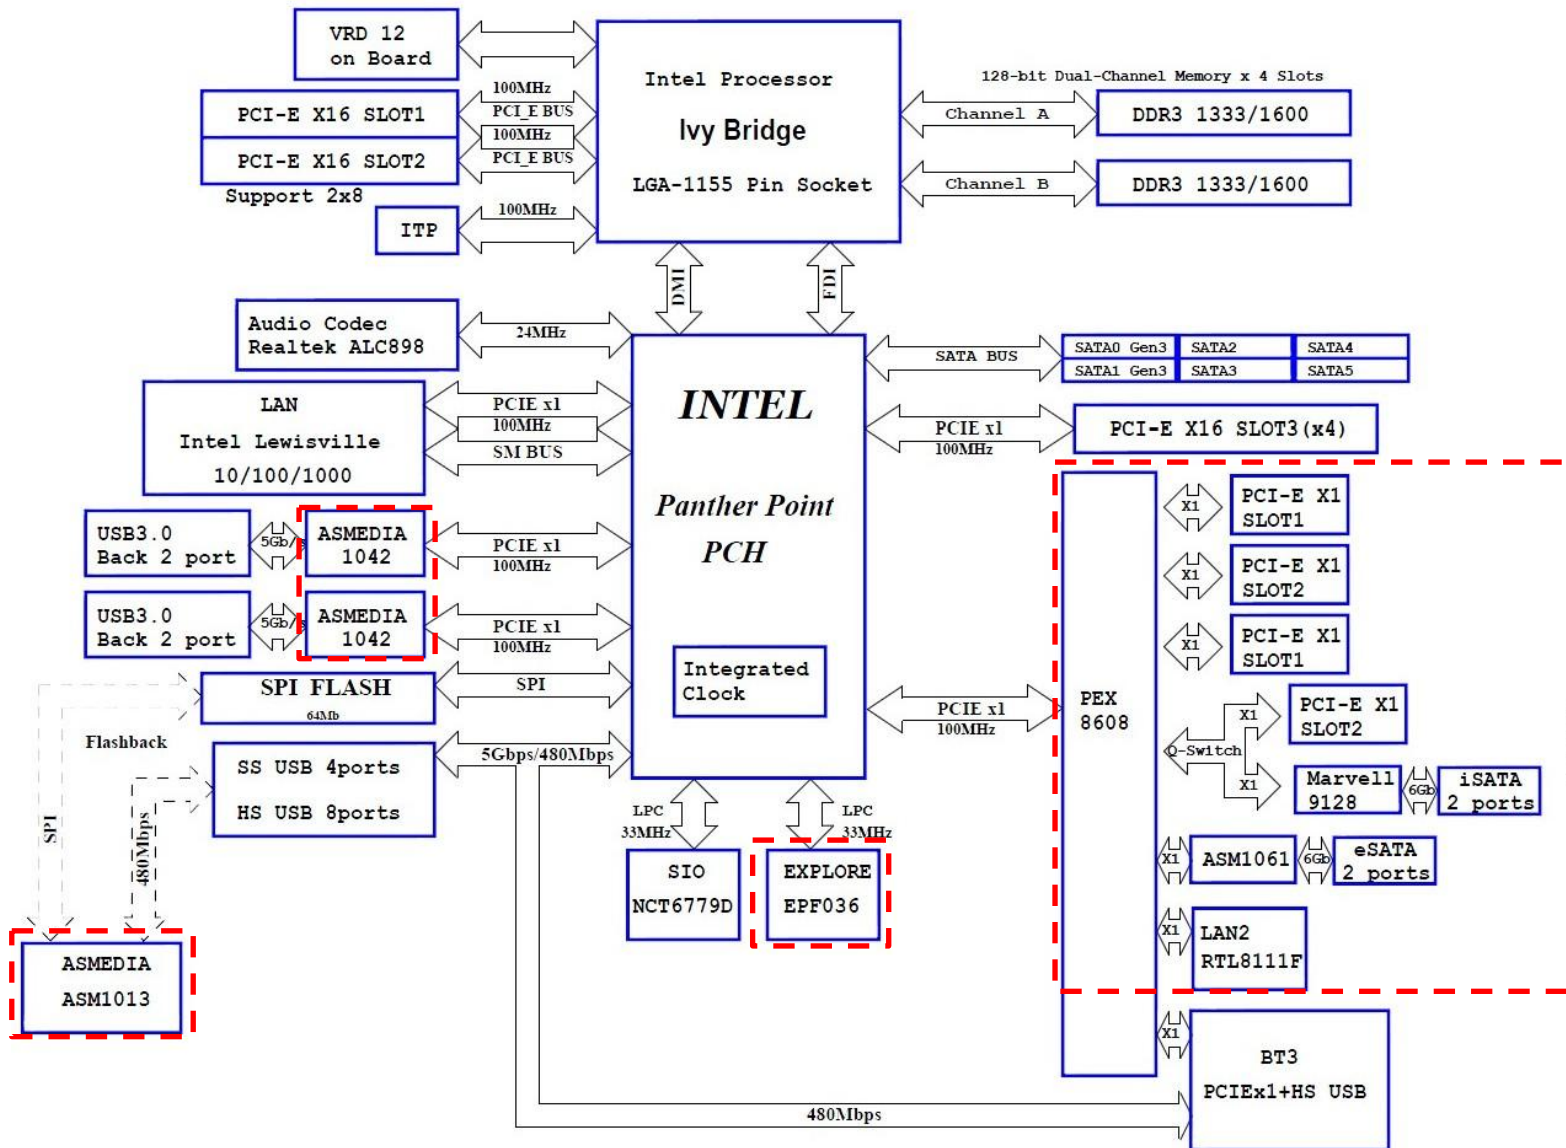 VRD 12
on Board
100MHz
PCI-E X16 SLOT1
PCI_E BUS
100MHz
PCI-E X16 SLOT2
PCI_E BUS
Support 2x8
100MHz
ITP
Intel Processor
Ivy Bridge
LGA-1155 Pin Socket
128-bit Dual-Channel Memory x 4 Slots
Channel A
DDR3 1333/1600
Channel B
DDR3 1333/1600
DMI
FDI
Audio Codec
Realtek ALC898
24MHz
LAN
Intel Lewisville
10/100/1000
PCIE x1
100MHz
SM BUS
INTEL
Panther Point
PCH
Integrated
Clock
SATA BUS
SATA0 Gen3
SATA2
SATA4
SATA1 Gen3
SATA3
SATA5
PCIE x1
100MHz
PCI-E X16 SLOT3(x4)
USB3.0
Back 2 port
5Gb/s
ASMEDIA
1042
PCIE x1
100MHz
USB3.0
Back 2 port
5Gb/s
ASMEDIA
1042
PCIE x1
100MHz
SPI FLASH
64Mb
SPI
Flashback
SS USB 4ports
HS USB 8ports
5Gbps/480Mbps
SPI
480Mbps
ASMEDIA
ASM1013
LPC
33MHz
LPC
33MHz
SIO
NCT6779D
EXPLORE
EPF036
PCIE x1
100MHz
PEX
8608
X1
PCI-E X1
SLOT1
X1
PCI-E X1
SLOT2
X1
PCI-E X1
SLOT1
Q-Switch
X1
PCI-E X1
SLOT2
X1
Marvell
9128
6Gb
iSATA
2 ports
X1
ASM1061
6Gb
eSATA
2 ports
X1
LAN2
RTL8111F
X1
BT3
PCIEx1+HS USB
480Mbps